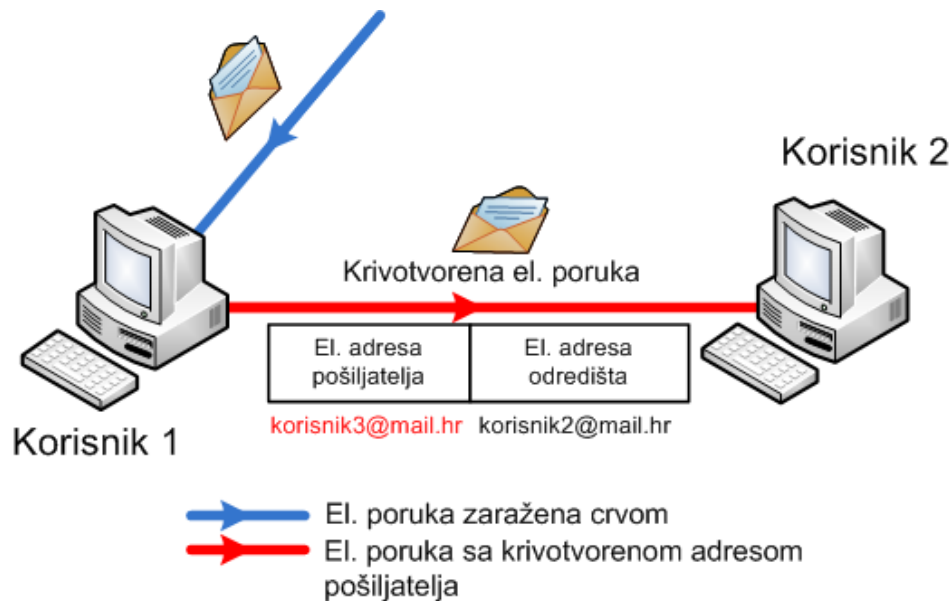 Korisnik 2
Krivotvorena el. poruka
El. adresa
pošiljatelja
El. adresa
odredišta
korisnik3@mail.hr
korisnik2@mail.hr
Korisnik 1
El. poruka zaražena crvom
El. poruka sa krivotvorenom adresom
pošiljatelja